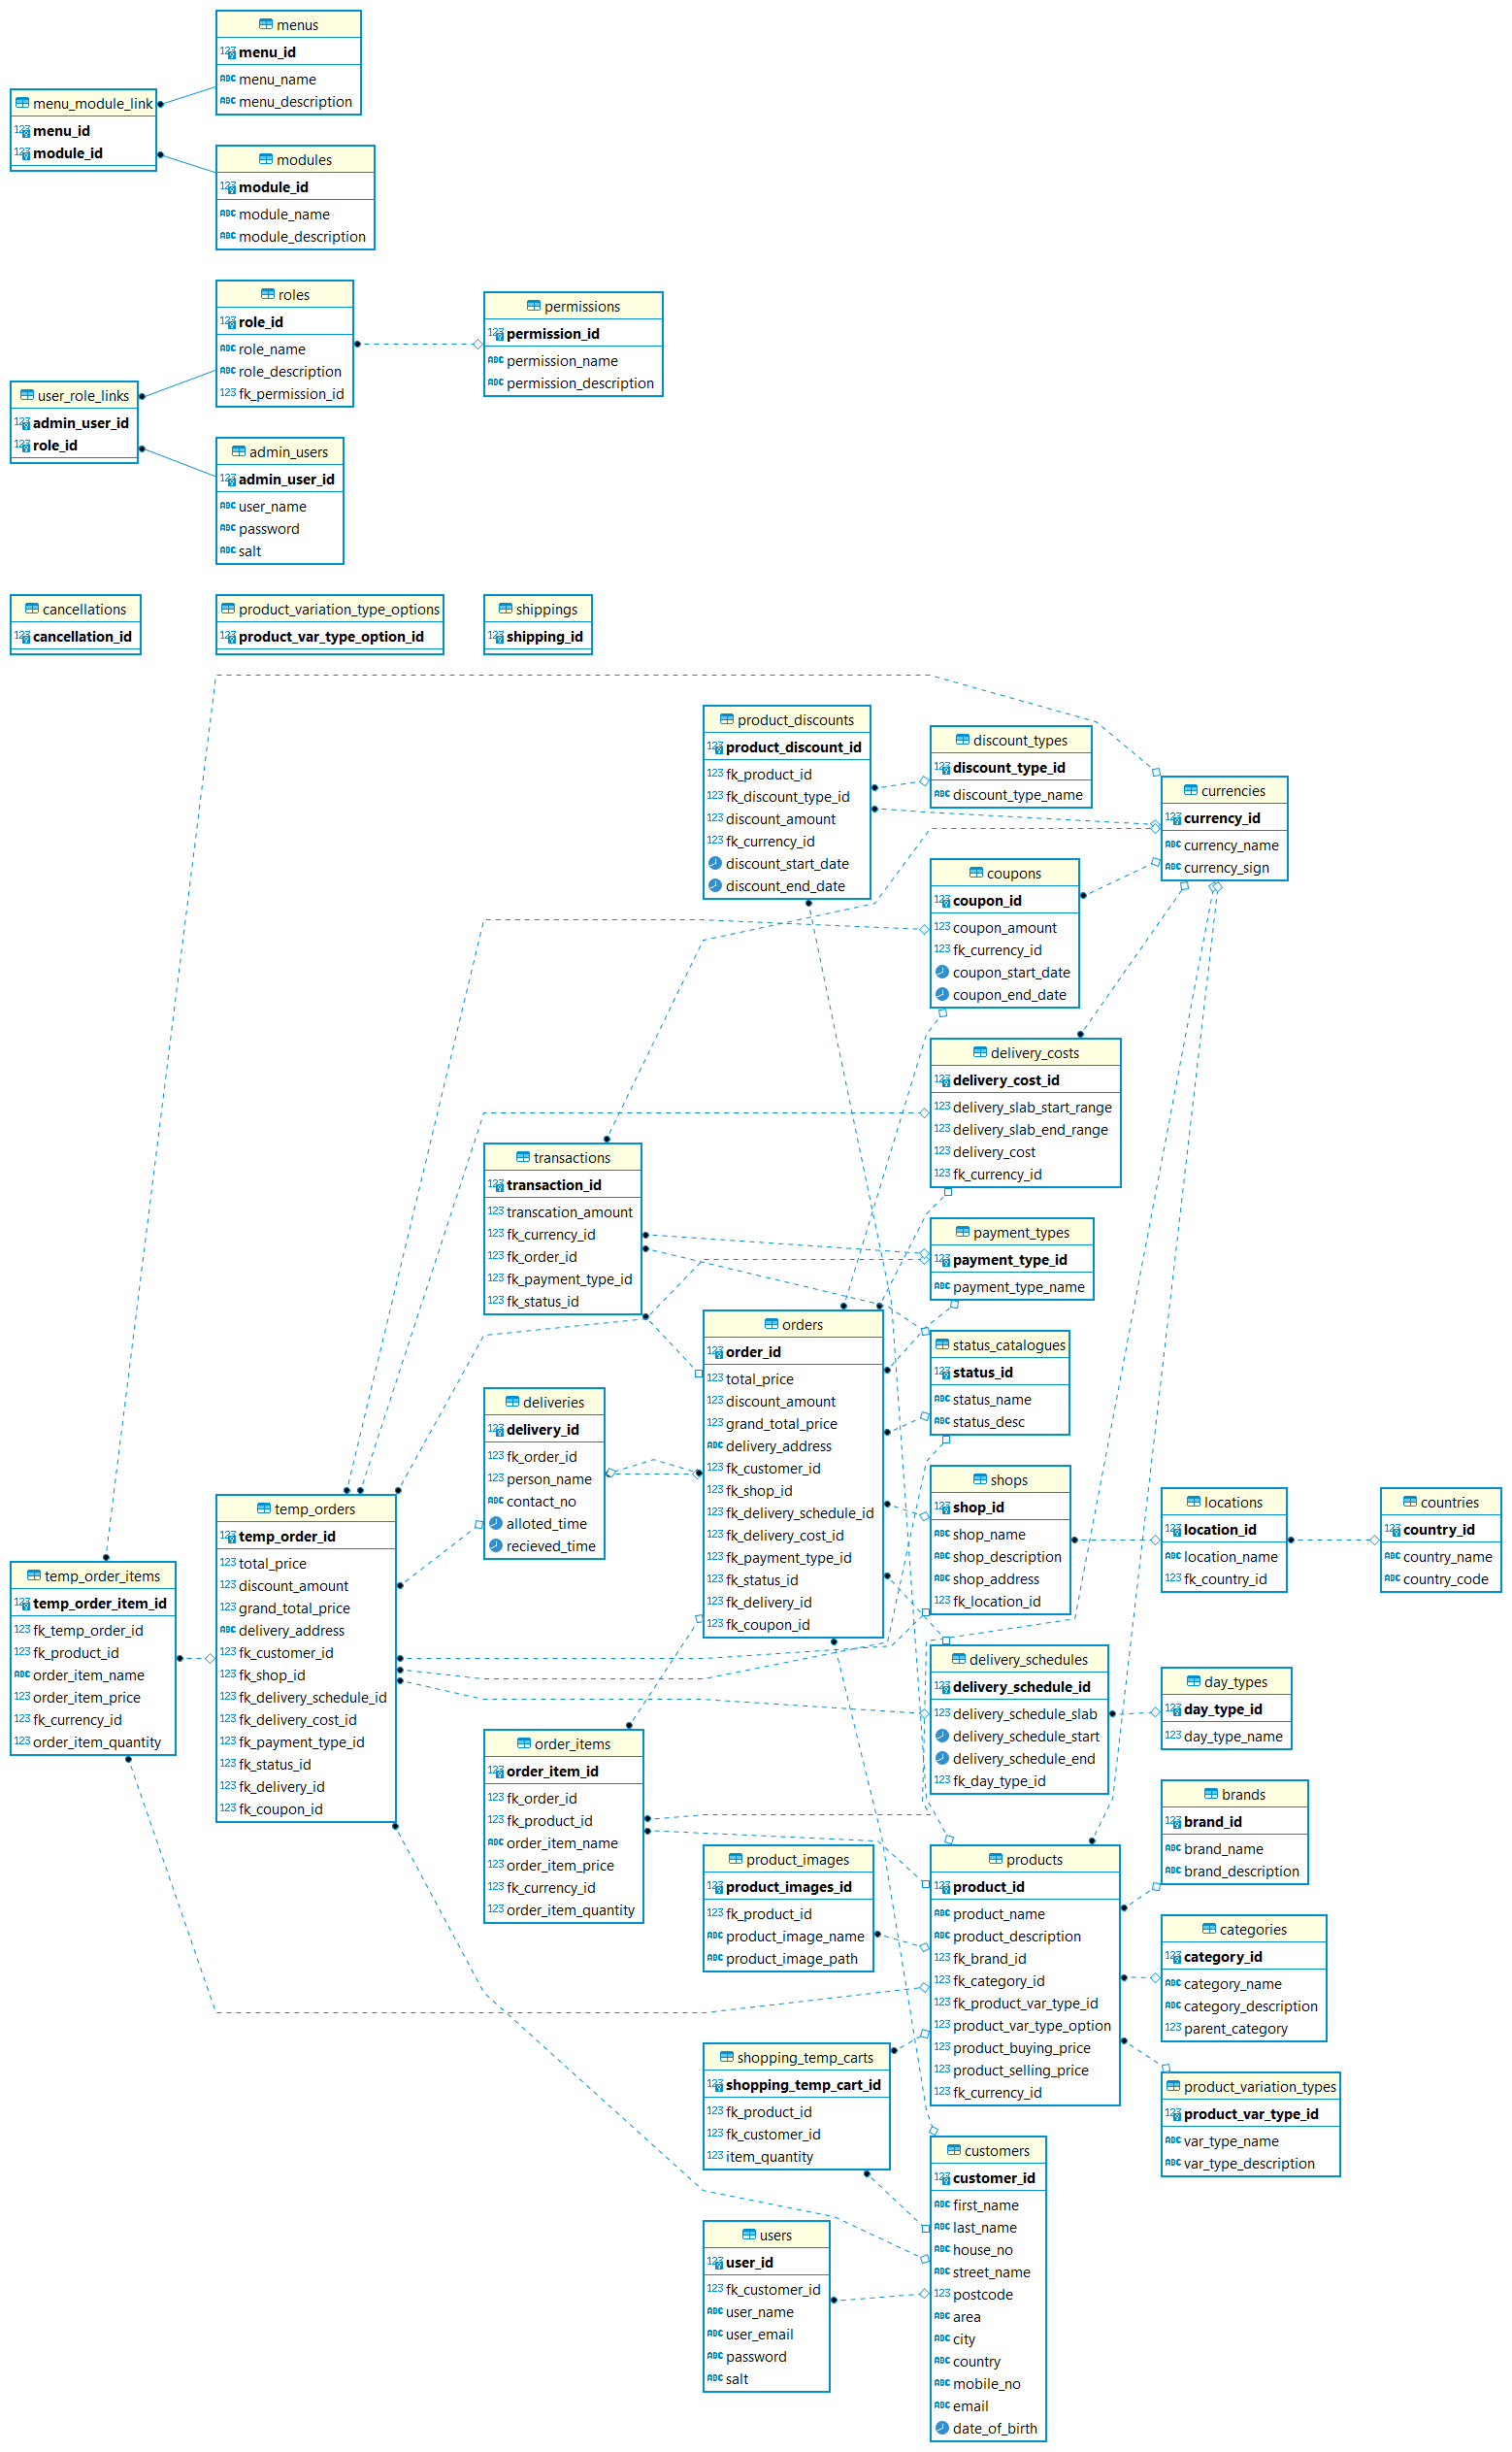 menus
menu_id
menu_name
menu_description
menu_module_link
menu_id
module_id
modules
module_id
module_name
module_description
roles
role_id
role_name
role_description
fk_permission_id
permissions
permission_id
permission_name
permission_description
user_role_links
admin_user_id
role_id
admin_users
admin_user_id
user_name
password
salt
cancellations
cancellation_id
product_variation_type_options
product_var_type_option_id
shippings
shipping_id
product_discounts
product_discount_id
fk_product_id
fk_discount_type_id
discount_amount
fk_currency_id
discount_start_date
discount_end_date
discount_types
discount_type_id
discount_type_name
currencies
currency_id
currency_name
currency_sign
coupons
coupon_id
coupon_amount
fk_currency_id
coupon_start_date
coupon_end_date
delivery_costs
delivery_cost_id
delivery_slab_start_range
delivery_slab_end_range
delivery_cost
fk_currency_id
transactions
transaction_id
transcation_amount
fk_currency_id
fk_order_id
fk_payment_type_id
fk_status_id
payment_types
payment_type_id
payment_type_name
orders
order_id
total_price
discount_amount
grand_total_price
delivery_address
fk_customer_id
fk_shop_id
fk_delivery_schedule_id
fk_delivery_cost_id
fk_payment_type_id
fk_status_id
fk_delivery_id
fk_coupon_id
status_catalogues
status_id
status_name
status_desc
deliveries
delivery_id
fk_order_id
person_name
contact_no
alloted_time
recieved_time
shops
shop_id
shop_name
shop_description
shop_address
fk_location_id
locations
location_id
location_name
fk_country_id
countries
country_id
country_name
country_code
temp_orders
temp_order_id
total_price
discount_amount
grand_total_price
delivery_address
fk_customer_id
fk_shop_id
fk_delivery_schedule_id
fk_delivery_cost_id
fk_payment_type_id
fk_status_id
fk_delivery_id
fk_coupon_id
temp_order_items
temp_order_item_id
fk_temp_order_id
fk_product_id
order_item_name
order_item_price
fk_currency_id
order_item_quantity
delivery_schedules
delivery_schedule_id
delivery_schedule_slab
delivery_schedule_start
delivery_schedule_end
fk_day_type_id
day_types
day_type_id
day_type_name
order_items
order_item_id
fk_order_id
fk_product_id
order_item_name
order_item_price
fk_currency_id
order_item_quantity
brands
brand_id
brand_name
brand_description
product_images
product_images_id
fk_product_id
product_image_name
product_image_path
products
product_id
product_name
product_description
fk_brand_id
fk_category_id
fk_product_var_type_id
product_var_type_option
product_buying_price
product_selling_price
fk_currency_id
categories
category_id
category_name
category_description
parent_category
shopping_temp_carts
shopping_temp_cart_id
fk_product_id
fk_customer_id
item_quantity
product_variation_types
product_var_type_id
var_type_name
var_type_description
customers
customer_id
first_name
last_name
house_no
street_name
postcode
area
city
country
mobile_no
email
date_of_birth
users
user_id
fk_customer_id
user_name
user_email
password
salt